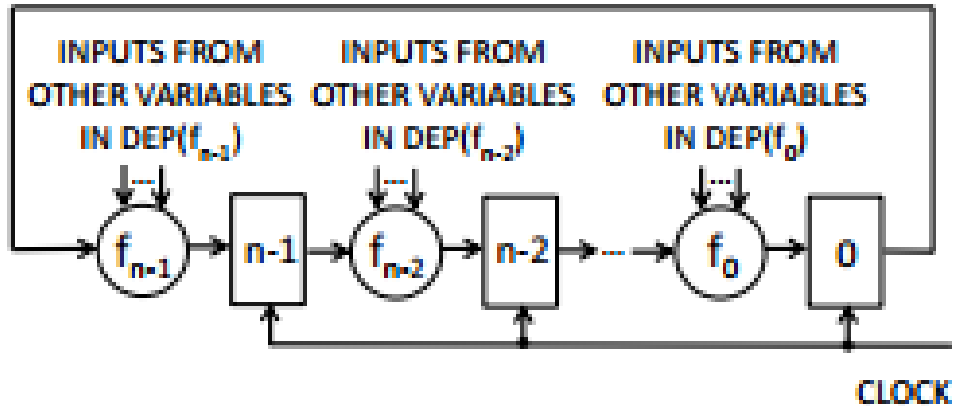 INPUTS FROM
OTHER VARIABLES
IN DEP(fn-1)
INPUTS FROM
OTHER VARIABLES
IN DEP(fn-2)
INPUTS FROM
OTHER VARIABLES
IN DEP(f0)
...
...
...
fn-1
n-1
fn-2
n-2
...
f0
0
CLOCK